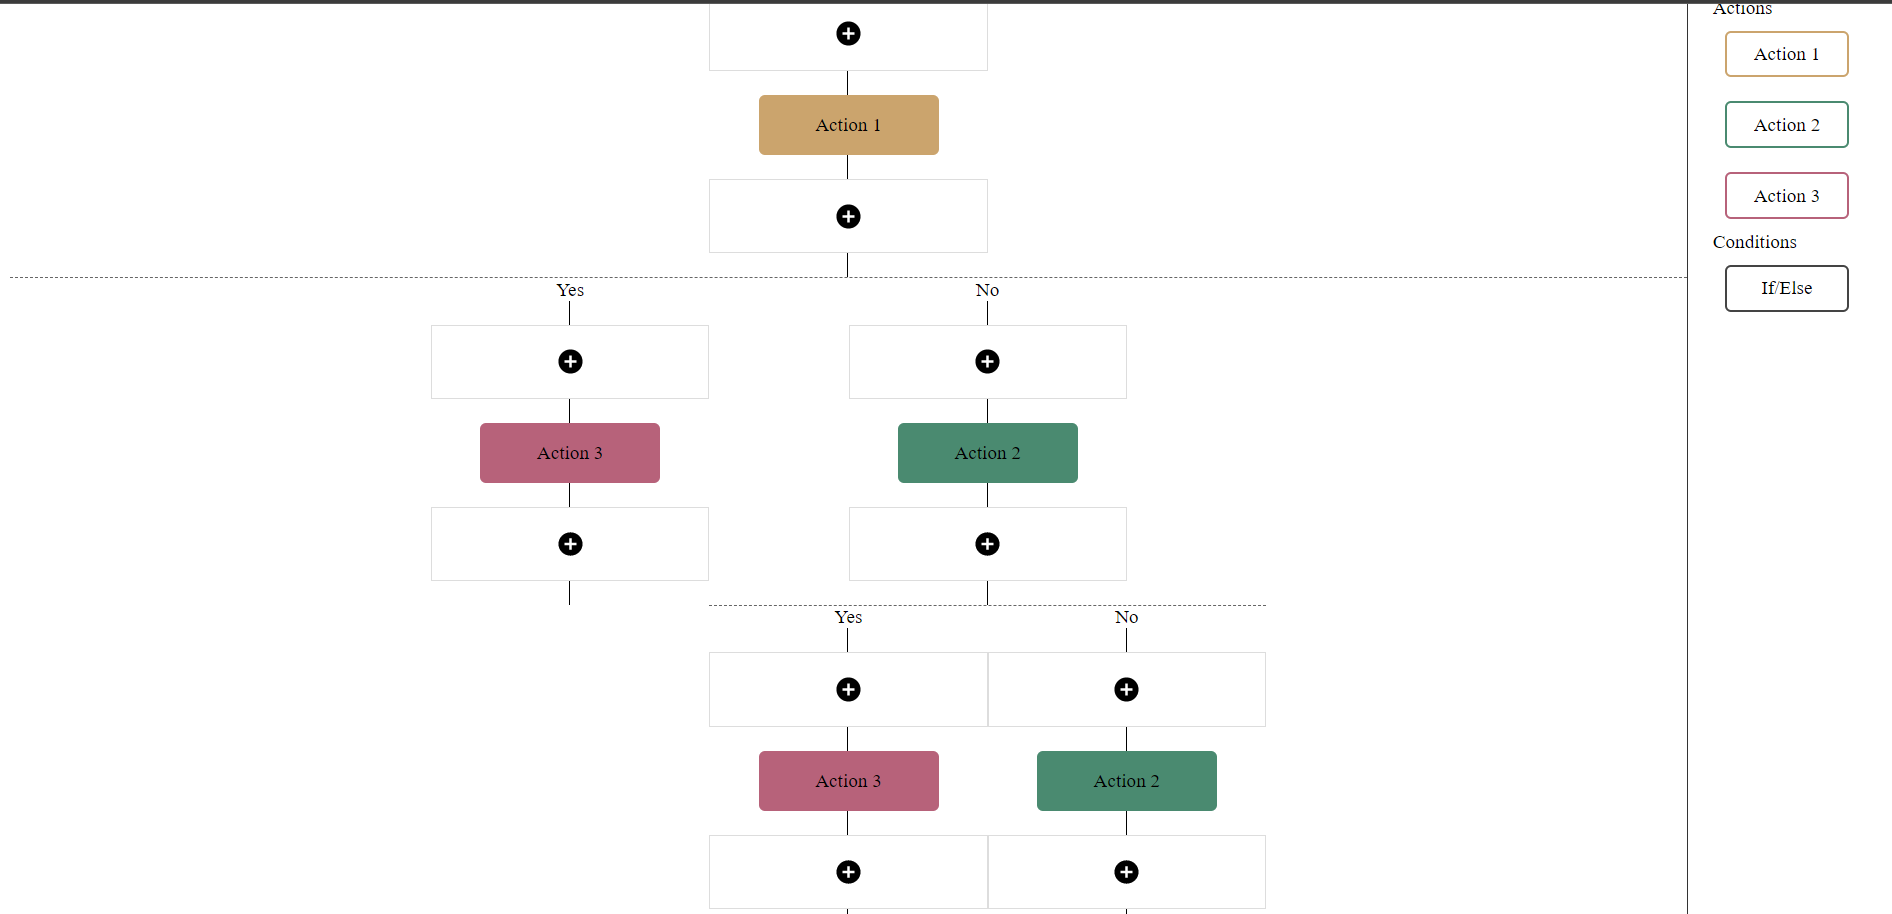 Actions
Action 1
Action 1
Action 2
Action 3
Conditions
If/Else
Yes
No
Action 3
Action 2
Yes
No
Action 3
Action 2